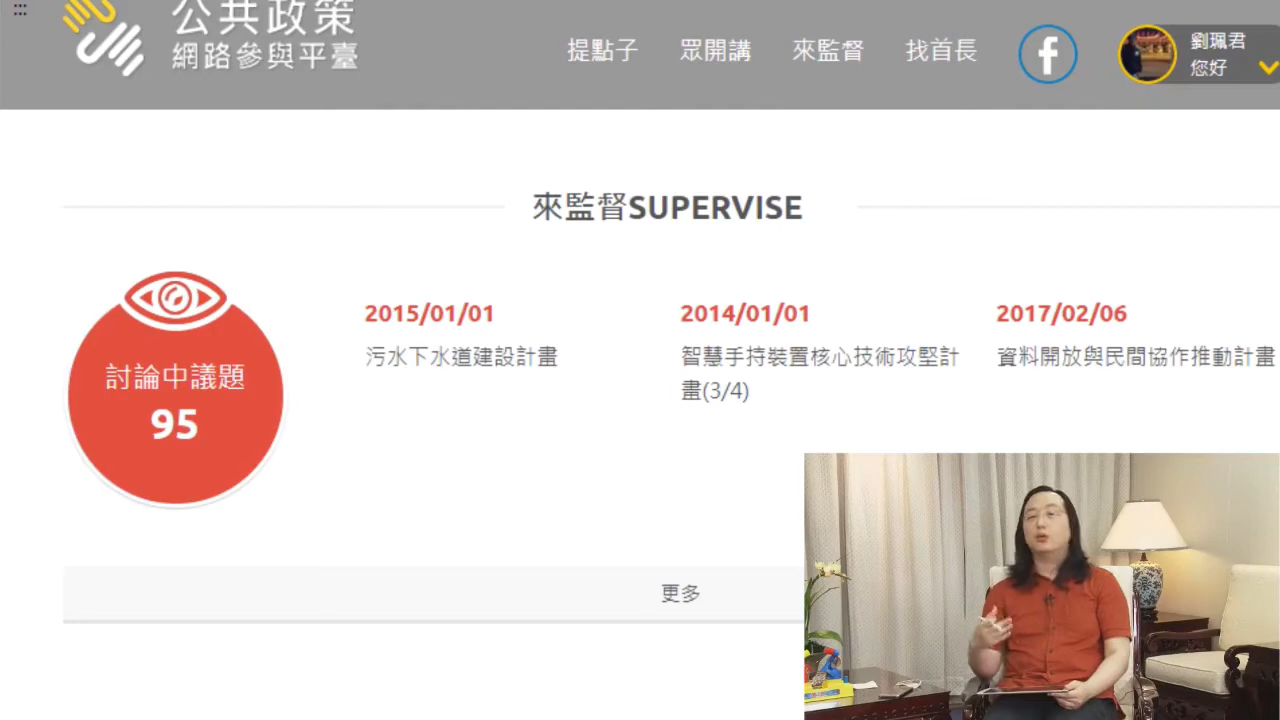 公共政策
網路參與平臺
提點子 眾開講 來監督 找首長
劉珮君
您好
來監督SUPERVISE
討論中議題
95
2015/01/01
污水下水道建設計畫
2014/01/01
智慧手持裝置核心技術攻堅計
畫(3/4)
2017/02/06
資料開放與民間協作推動計畫
更多